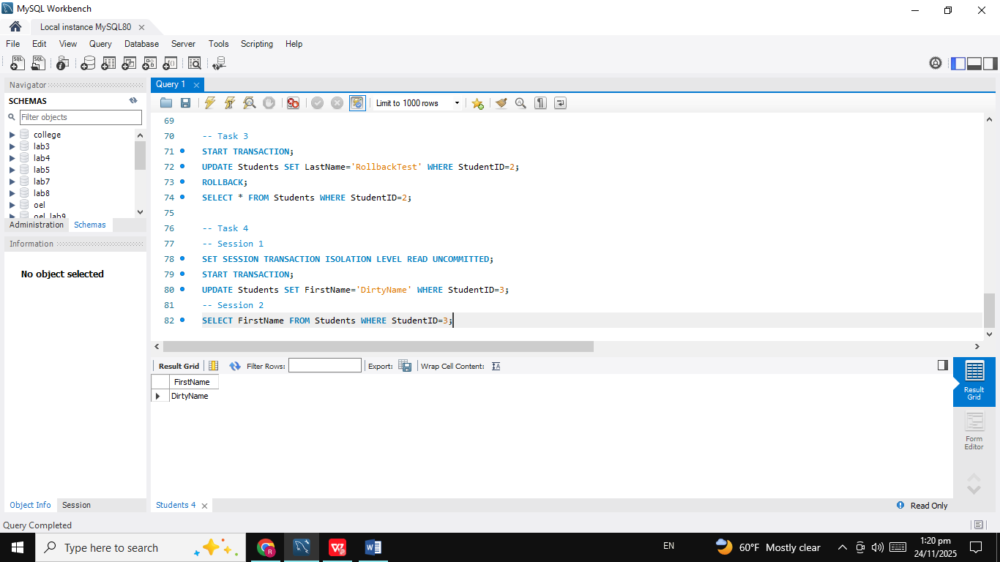 MySQL Workbench
Local instance MySQL80
File Edit View Query Database Server Tools Scripting Help
Navigator
SCHEMAS
Filter objects
college
lab3
lab4
lab5
lab7
lab8
oel
oel_lab9
Administration Schemas
Information
No object selected
Object Info Session
Query 1
Limit to 1000 rows
69
70 -- Task 3
71 START TRANSACTION;
72 UPDATE Students SET LastName='RollbackTest' WHERE StudentID=2;
73 ROLLBACK;
74 SELECT * FROM Students WHERE StudentID=2;
75
76 -- Task 4
77 -- Session 1
78 SET SESSION TRANSACTION ISOLATION LEVEL READ UNCOMMITTED;
79 START TRANSACTION;
80 UPDATE Students SET FirstName='DirtyName' WHERE StudentID=3;
81 -- Session 2
82 SELECT FirstName FROM Students WHERE StudentID=3;
Result Grid Filter Rows: Export: Wrap Cell Content:
FirstName
DirtyName
Result
Grid
Form
Editor
Students 4
Read Only
Query Completed
Type here to search
EN
60°F Mostly clear
1:20 pm
24/11/2025